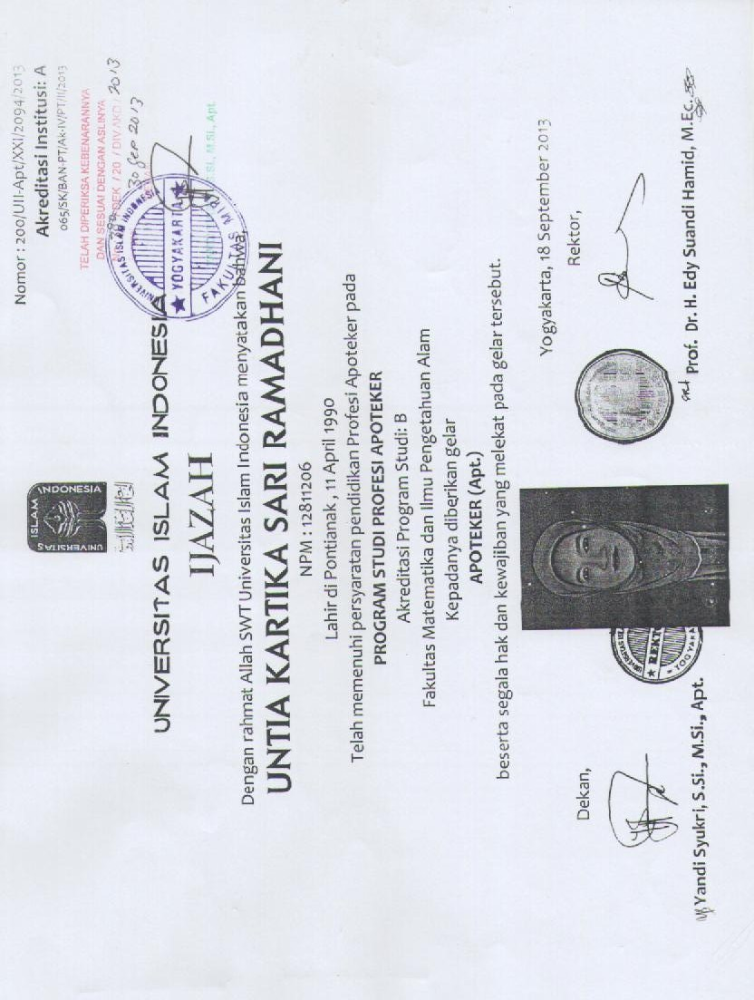 Nomor : 200/UII-Apt/XXI/2094/2013
Akreditasi Institusi: A
065/SK/BAN-PT/Ak-IV/PT/II/2013
TELAH DIPERIKSA KEBENARANNYA
DAN SESUAI DENGAN ASLINYA
DEK / 20 / DIV.AKD / 2013
30 Sep 2013
S.Si., M.Si., Apt.
UNIVERSITAS ISLAM INDONESIA
YOGYAKARTA
FAKULTAS MIPA
UNIVERSITAS ISLAM INDONESIA
UNIVERSITAS ISLAM INDONESIA
IJAZAH
Dengan rahmat Allah SWT Universitas Islam Indonesia menyatakan bahwa,
UNTIA KARTIKA SARI RAMADHANI
NPM : 12811206
Lahir di Pontianak , 11 April 1990
Telah memenuhi persyaratan pendidikan Profesi Apoteker pada
PROGRAM STUDI PROFESI APOTEKER
Akreditasi Program Studi: B
Fakultas Matematika dan Ilmu Pengetahuan Alam
Kepadanya diberikan gelar
APOTEKER (Apt.)
beserta segala hak dan kewajiban yang melekat pada gelar tersebut.
Yogyakarta, 18 September 2013
Dekan,
Rektor,
Yandi Syukri, S.Si., M.Si., Apt.
Prof. Dr. H. Edy Suandi Hamid, M.Ec.